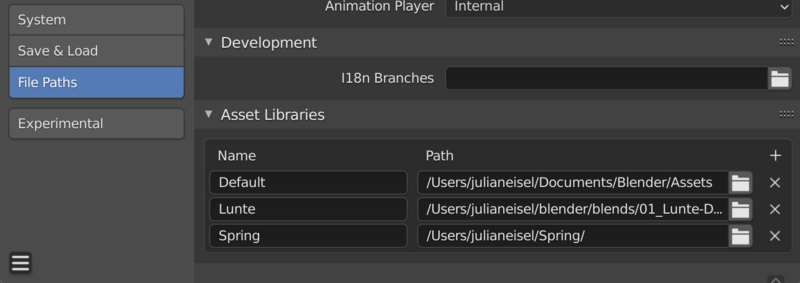 Animation Player Internal
System
Development
Save & Load
I18n Branches
File Paths
Asset Libraries
Experimental
Name Path
Default /Users/julianeisel/Documents/Blender/Assets
Lunte /Users/julianeisel/blender/blends/01_Lunte-D...
Spring /Users/julianeisel/Spring/